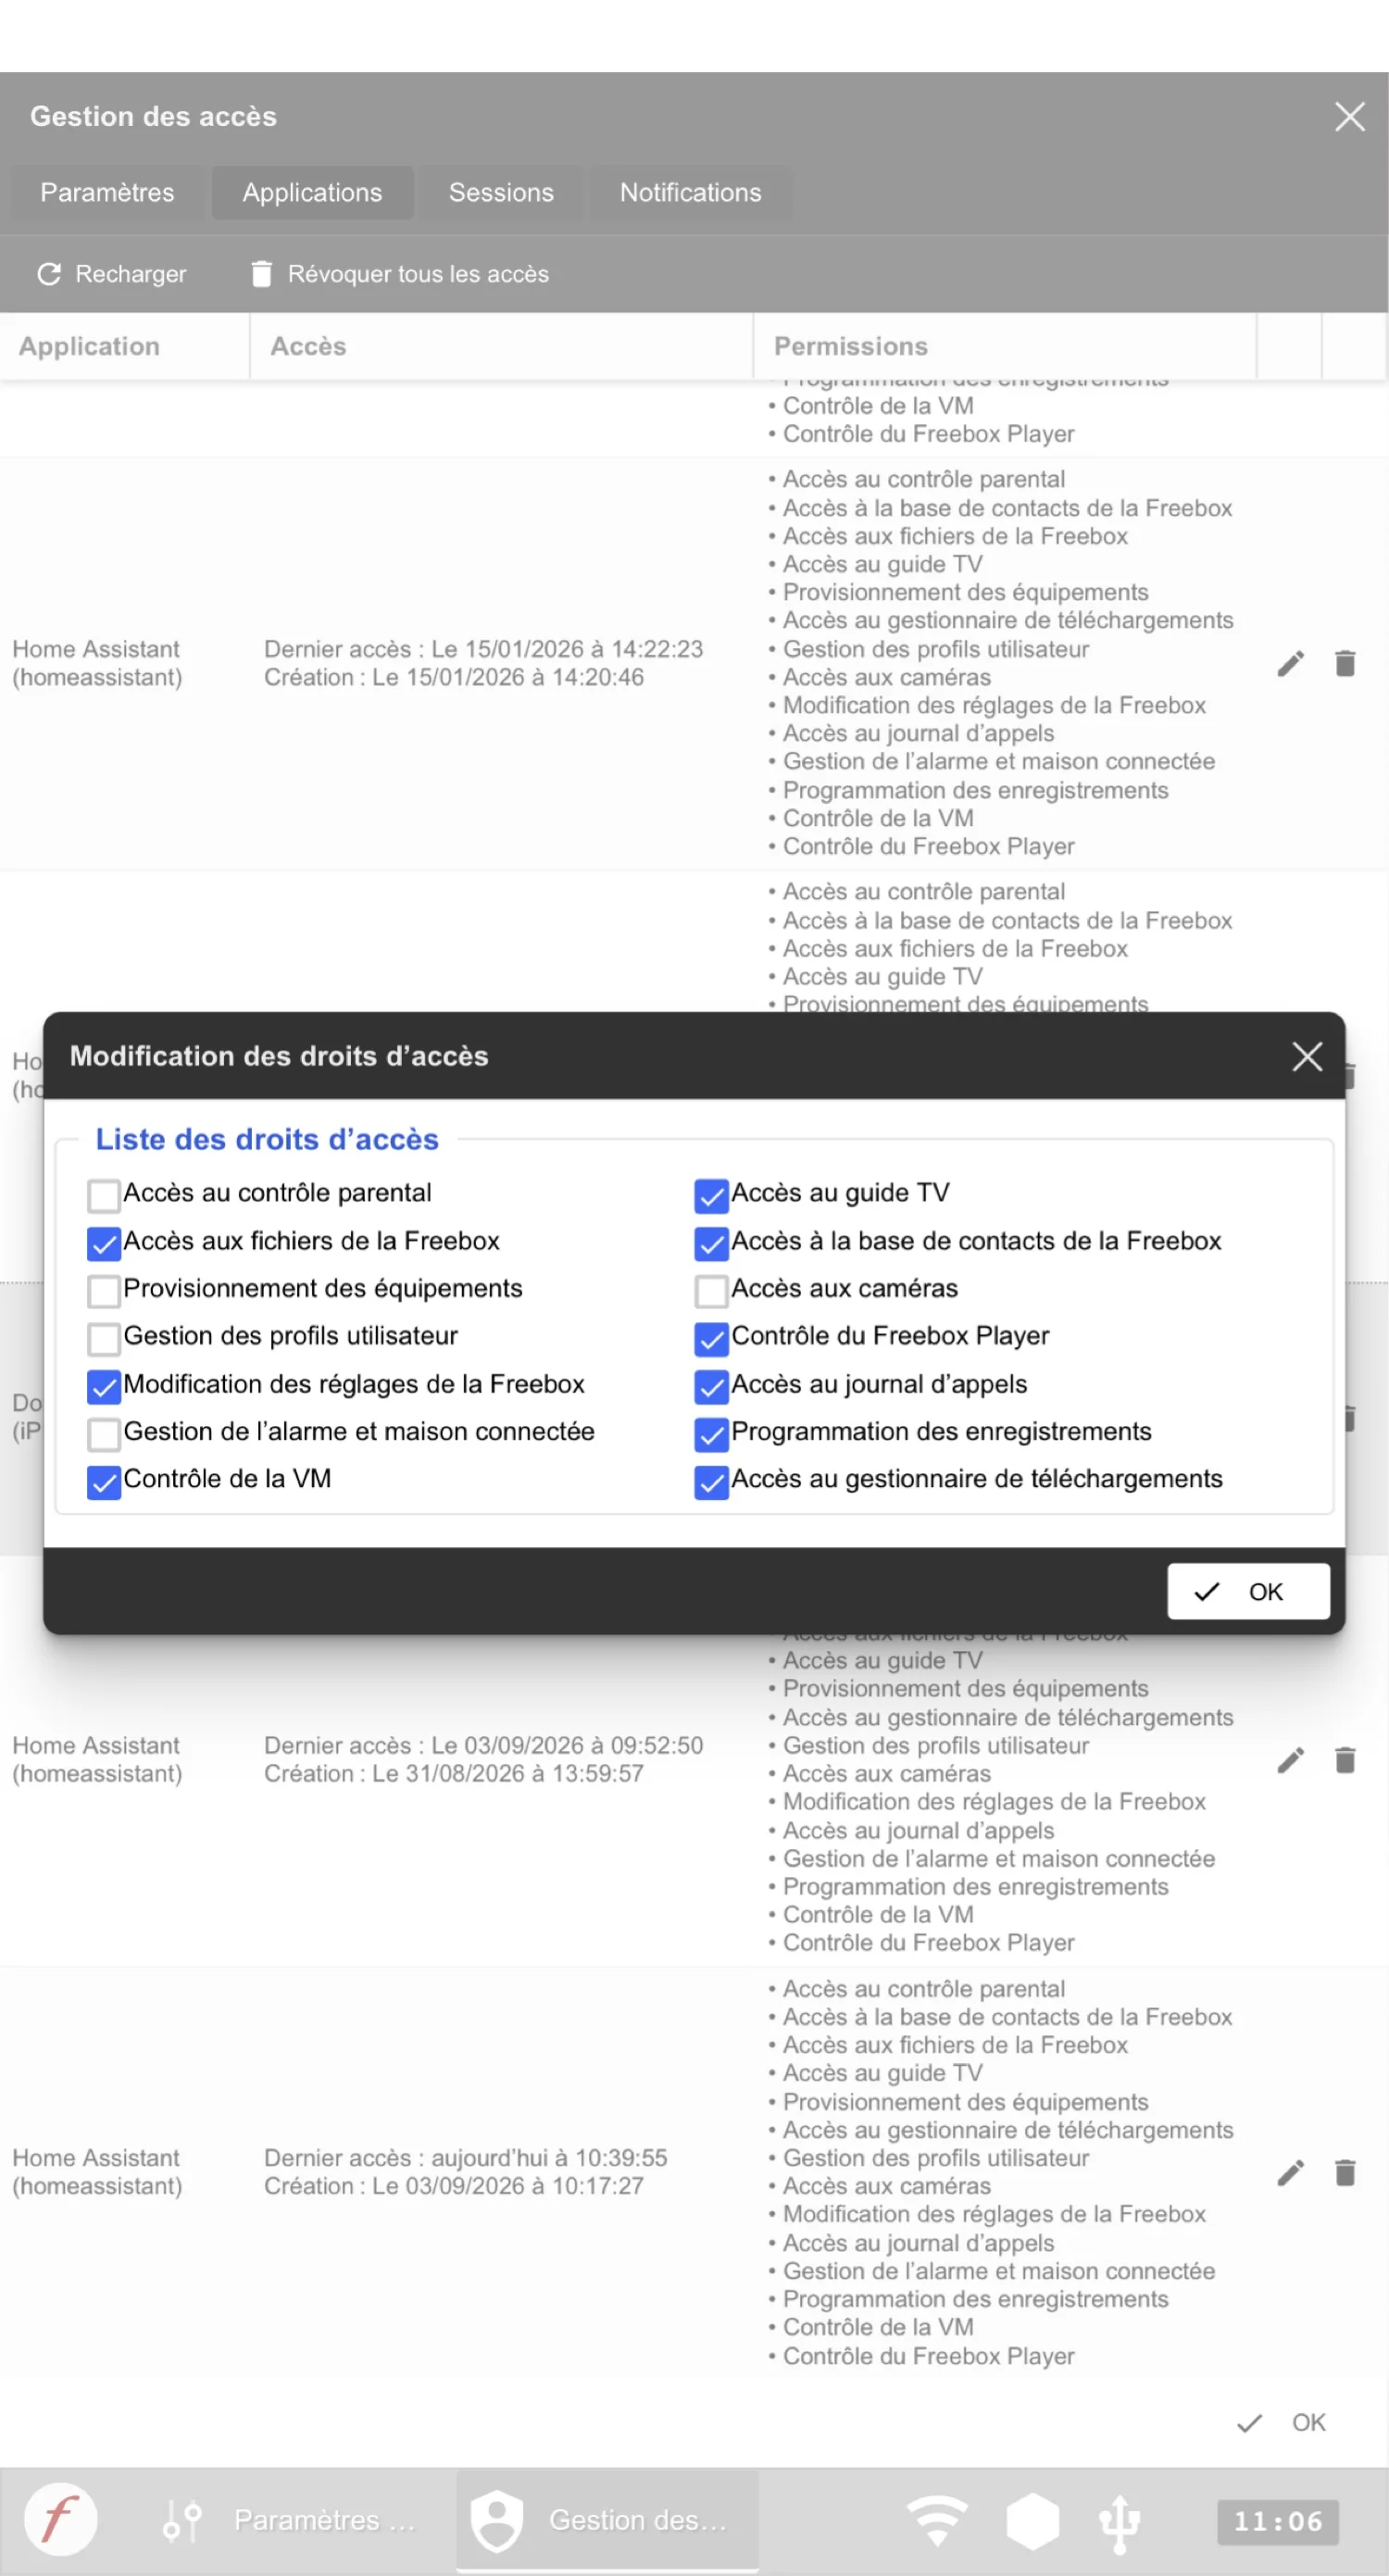 Gestion des accès
Paramètres Applications Sessions Notifications
Recharger Révoquer tous les accès
Application Accès Permissions
• Programmation des enregistrements
• Contrôle de la VM
• Contrôle du Freebox Player
• Accès au contrôle parental
• Accès à la base de contacts de la Freebox
• Accès aux fichiers de la Freebox
• Accès au guide TV
• Provisionnement des équipements
• Accès au gestionnaire de téléchargements
Home Assistant Dernier accès : Le 15/01/2026 à 14:22:23 • Gestion des profils utilisateur
(homeassistant) Création : Le 15/01/2026 à 14:20:46 • Accès aux caméras
• Modification des réglages de la Freebox
• Accès au journal d’appels
• Gestion de l’alarme et maison connectée
• Programmation des enregistrements
• Contrôle de la VM
• Contrôle du Freebox Player
• Accès au contrôle parental
• Accès à la base de contacts de la Freebox
• Accès aux fichiers de la Freebox
• Accès au guide TV
• Provisionnement des équipements
Ho
(ho
Modification des droits d’accès
Liste des droits d’accès
Accès au contrôle parental Accès au guide TV
Accès aux fichiers de la Freebox Accès à la base de contacts de la Freebox
Provisionnement des équipements Accès aux caméras
Gestion des profils utilisateur Contrôle du Freebox Player
Modification des réglages de la Freebox Accès au journal d’appels
Gestion de l’alarme et maison connectée Programmation des enregistrements
Contrôle de la VM Accès au gestionnaire de téléchargements
Do
(iP
OK
Accès aux fichiers de la Freebox
• Accès au guide TV
• Provisionnement des équipements
• Accès au gestionnaire de téléchargements
Home Assistant Dernier accès : Le 03/09/2026 à 09:52:50 • Gestion des profils utilisateur
(homeassistant) Création : Le 31/08/2026 à 13:59:57 • Accès aux caméras
• Modification des réglages de la Freebox
• Accès au journal d’appels
• Gestion de l’alarme et maison connectée
• Programmation des enregistrements
• Contrôle de la VM
• Contrôle du Freebox Player
• Accès au contrôle parental
• Accès à la base de contacts de la Freebox
• Accès aux fichiers de la Freebox
• Accès au guide TV
• Provisionnement des équipements
• Accès au gestionnaire de téléchargements
Home Assistant Dernier accès : aujourd’hui à 10:39:55 • Gestion des profils utilisateur
(homeassistant) Création : Le 03/09/2026 à 10:17:27 • Accès aux caméras
• Modification des réglages de la Freebox
• Accès au journal d’appels
• Gestion de l’alarme et maison connectée
• Programmation des enregistrements
• Contrôle de la VM
• Contrôle du Freebox Player
OK
f Paramètres ... Gestion des... 11:06